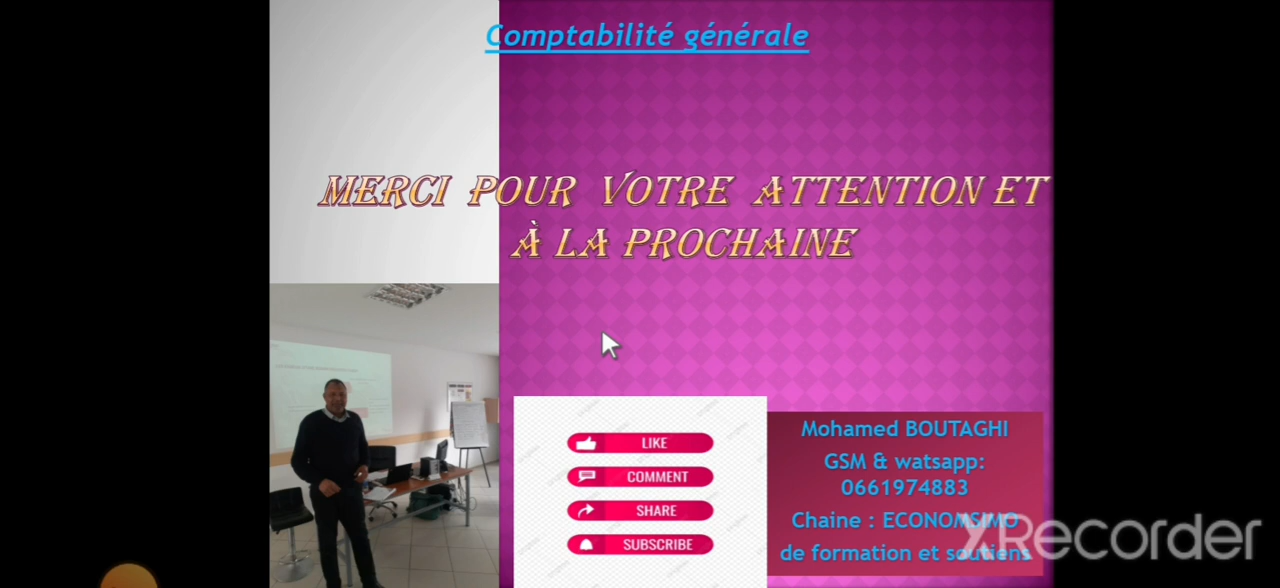 Comptabilité générale
MERCI POUR VOTRE ATTENTION ET
À LA PROCHAINE
LIKE
COMMENT
SHARE
SUBSCRIBE
Mohamed BOUTAGHI
GSM & watsapp:
0661974883
Chaine : ECONOMSIMO
de formation et soutiens
XRecorder